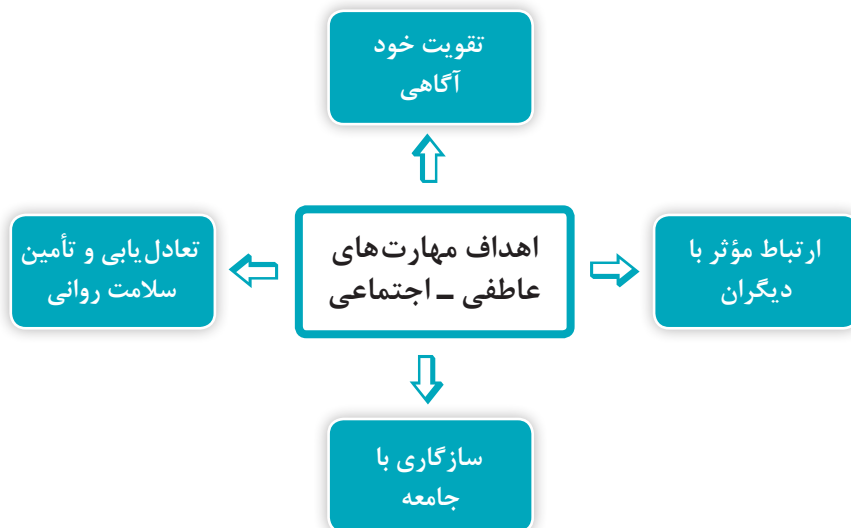 تقویت خود
آگاهی
اهداف مهارت‌های
عاطفی ـ اجتماعی
ارتباط مؤثر با
دیگران
تعادل‌یابی و تأمین
سلامت روانی
سازگاری با
جامعه